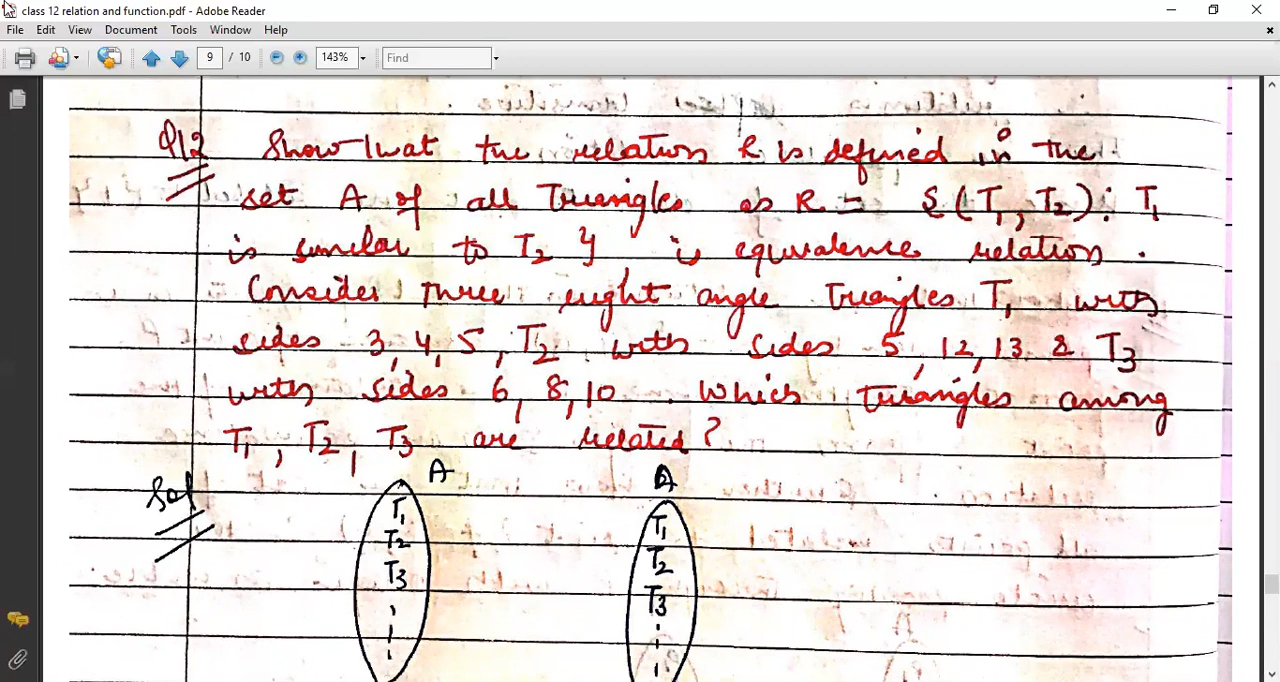 class 12 relation and function.pdf - Adobe Reader
File Edit View Document Tools Window Help
9 / 10 143% Find
Q12 Show that the relation R is defined in the
set A of all Triangles as R = {(T1, T2) : T1
is similar to T2 } is equivalence relation.
Consider three right angle triangles T1 with
sides 3, 4, 5, T2 with sides 5, 12, 13 & T3
with sides 6, 8, 10. Which triangles among
T1, T2, T3 are related?
Sol
A A
T1 T1
T2 T2
T3 T3